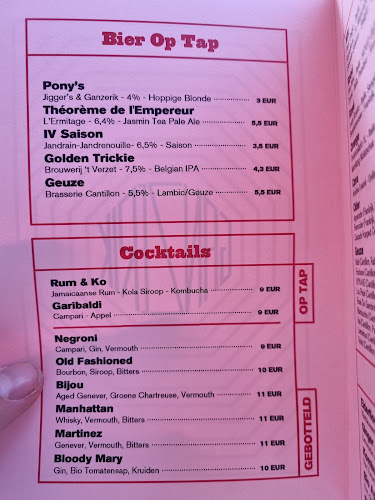 Bier Op Tap
Pony's
Jigger's & Ganzerik - 4% - Hoppige Blonde 3 EUR
Théorème de l'Empereur
L'Ermitage - 6,4% - Jasmin Tea Pale Ale 5,5 EUR
IV Saison
Jandrain-Jandrenouille- 6,5% - Saison 3,5 EUR
Golden Trickie
Brouwerij 't Verzet - 7,5% - Belgian IPA 4,3 EUR
Geuze
Brasserie Cantillon - 5,5% - Lambic/Geuze 5,5 EUR
Cocktails
Rum & Ko
Jamaicaanse Rum - Kola Siroop - Kombucha 9 EUR
Garibaldi
Campari - Appel 9 EUR
OP TAP
Negroni
Campari, Gin, Vermouth 9 EUR
Old Fashioned
Bourbon, Siroop, Bitters 10 EUR
Bijou
Aged Genever, Groene Chartreuse, Vermouth 11 EUR
Manhattan
Whisky, Vermouth, Bitters 11 EUR
Martinez
Genever, Vermouth, Bitters 11 EUR
Bloody Mary
Gin, Bio Tomatensap, Kruiden 10 EUR
GEBOTTELD